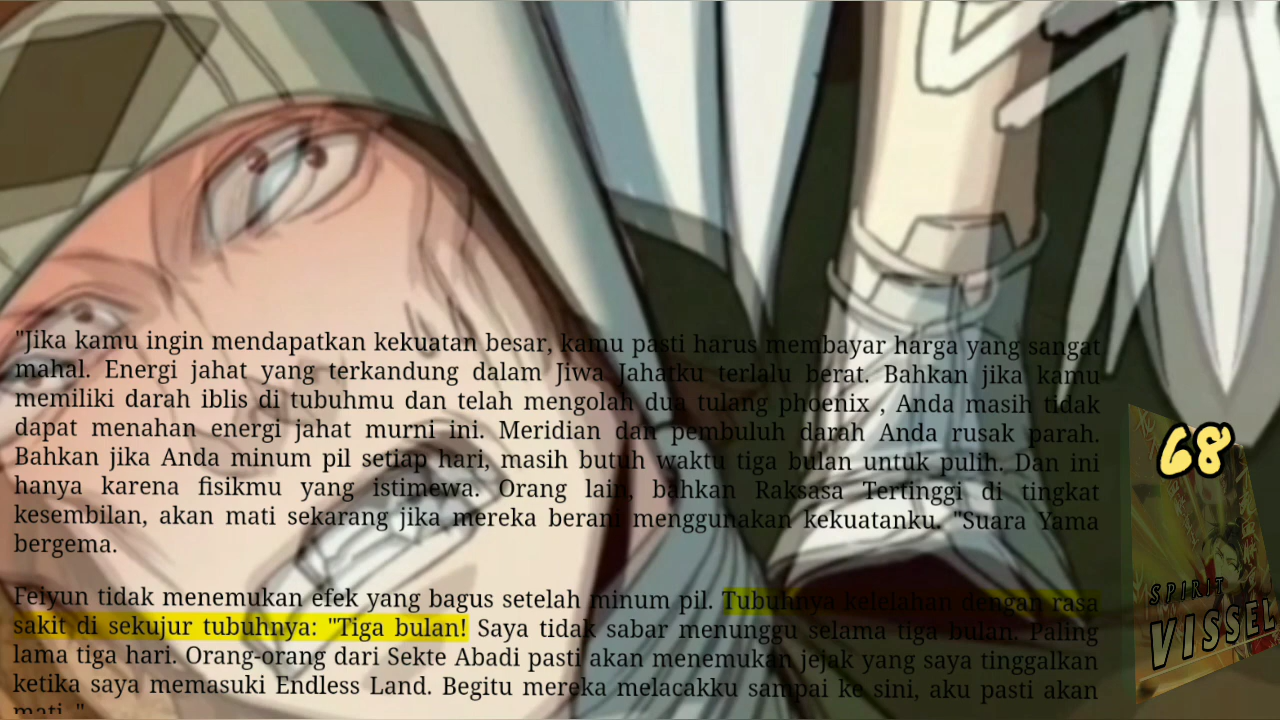 "Jika kamu ingin mendapatkan kekuatan besar, kamu pasti harus membayar harga yang sangat
mahal. Energi jahat yang terkandung dalam Jiwa Jahatku terlalu berat. Bahkan jika kamu
memiliki darah iblis di tubuhmu dan telah mengolah dua tulang phoenix , Anda masih tidak
dapat menahan energi jahat murni ini. Meridian dan pembuluh darah Anda rusak parah.
Bahkan jika Anda minum pil setiap hari, masih butuh waktu tiga bulan untuk pulih. Dan ini
hanya karena fisikmu yang istimewa. Orang lain, bahkan Raksasa Tertinggi di tingkat
kesembilan, akan mati sekarang jika mereka berani menggunakan kekuatanku. "Suara Yama
bergema.
Feiyun tidak menemukan efek yang bagus setelah minum pil. Tubuhnya kelelahan dengan rasa
sakit di sekujur tubuhnya: "Tiga bulan! Saya tidak sabar menunggu selama tiga bulan. Paling
lama tiga hari. Orang-orang dari Sekte Abadi pasti akan menemukan jejak yang saya tinggalkan
ketika saya memasuki Endless Land. Begitu mereka melacakku sampai ke sini, aku pasti akan
mati. "
68
SPIRIT
VISSEL